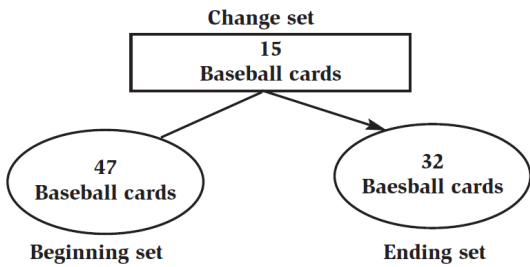 Change set
15
Baseball cards
47
Baseball cards
32
Baesball cards
Beginning set
Ending set